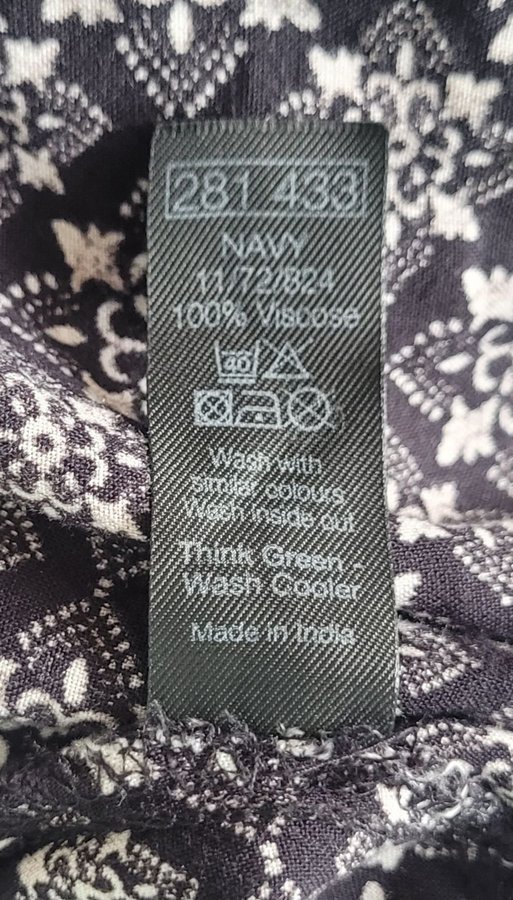 281 433
NAVY
11/72/824
100% Viscose
40
Wash with
similar colours
Wash inside out
Think Green -
Wash Cooler
Made in India